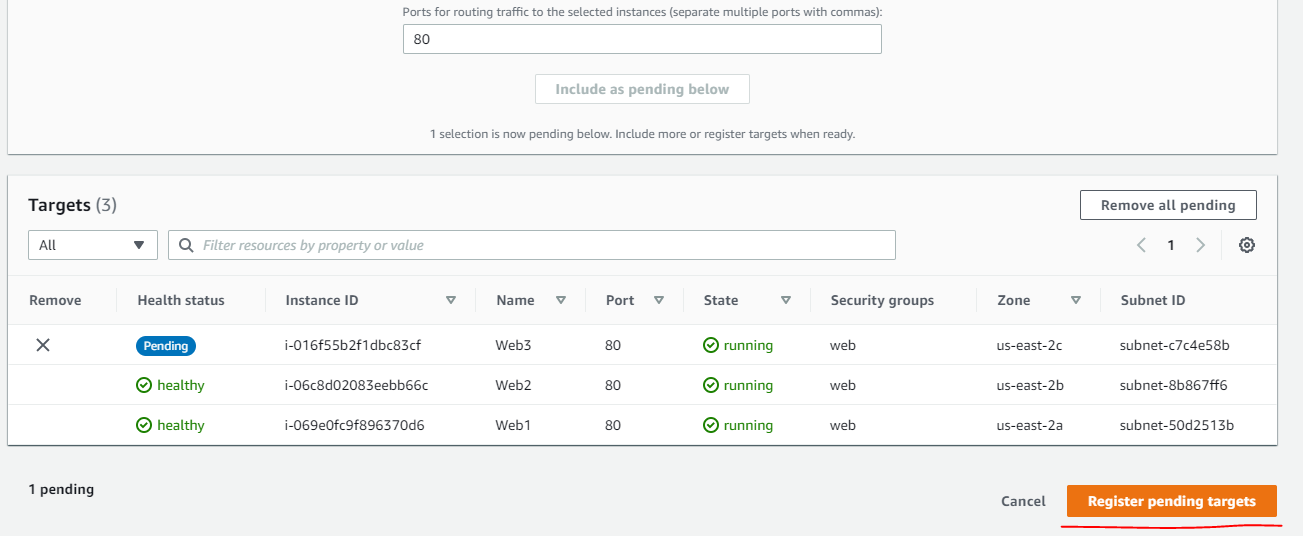 Ports for routing traffic to the selected instances (separate multiple ports with commas):
80
Include as pending below
1 selection is now pending below. Include more or register targets when ready.
Targets (3)
Remove all pending
All
Filter resources by property or value
1
Remove Health status Instance ID Name Port State Security groups Zone Subnet ID
Pending i-016f55b2f1dbc83cf Web3 80 running web us-east-2c subnet-c7c4e58b
healthy i-06c8d02083eebb66c Web2 80 running web us-east-2b subnet-8b867ff6
healthy i-069e0fc9f896370d6 Web1 80 running web us-east-2a subnet-50d2513b
1 pending
Cancel Register pending targets